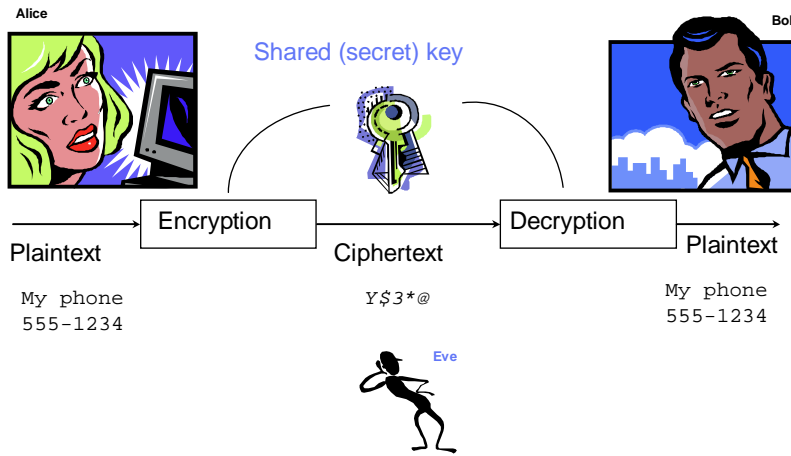 Alice
Bob
Shared (secret) key
Encryption
Decryption
Plaintext
Ciphertext
Plaintext
My phone
555-1234
Y$3*@
My phone
555-1234
Eve